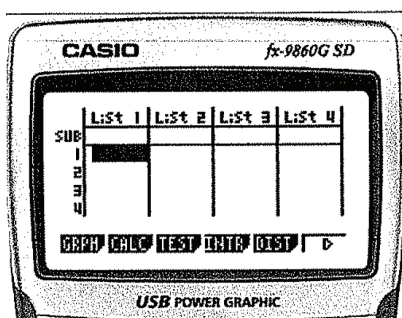 CASIO fx-9860G SD
List 1 List 2 List 3 List 4
SUB
1
2
3
4
GRPH CALC TEST INTR DIST ▷
USB POWER GRAPHIC